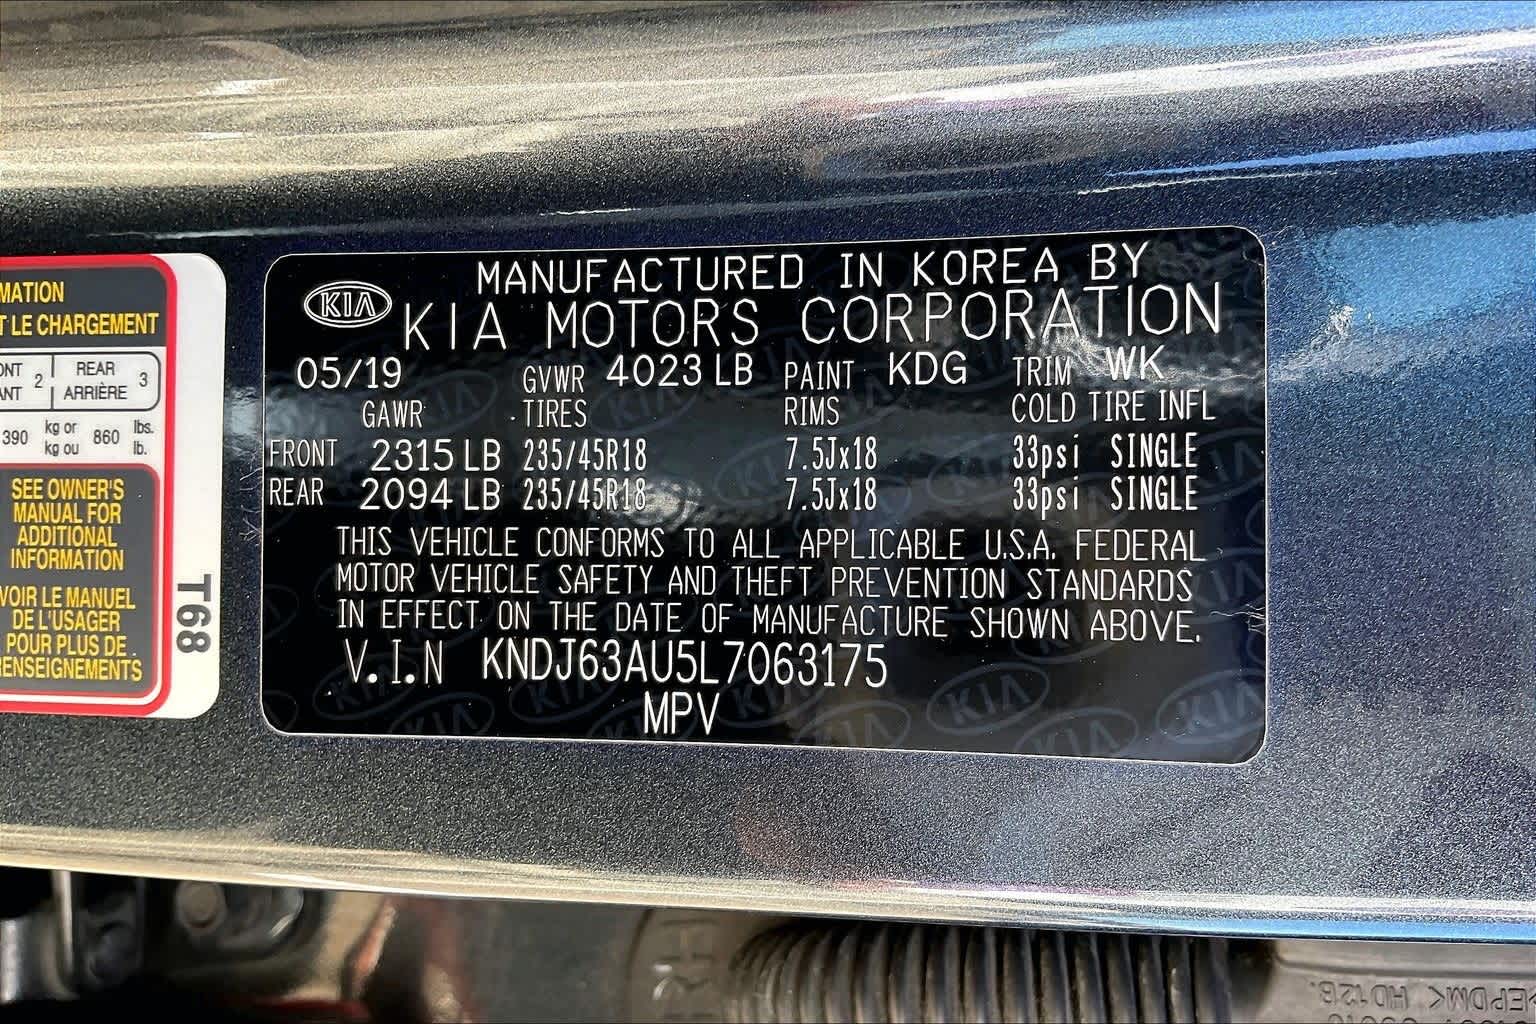 MATION
T LE CHARGEMENT
ONT 2 REAR 3
ANT ARRIÈRE
390 kg or 860 lbs.
kg ou lb.
SEE OWNER'S
MANUAL FOR
ADDITIONAL
INFORMATION
VOIR LE MANUEL
DE L'USAGER
POUR PLUS DE
RENSEIGNEMENTS
T68
MANUFACTURED IN KOREA BY
KIA KIA MOTORS CORPORATION
05/19 GVWR 4023 LB PAINT KDG TRIM WK
GAWR TIRES RIMS COLD TIRE INFL
FRONT 2315 LB 235/45R18 7.5Jx18 33psi SINGLE
REAR 2094 LB 235/45R18 7.5Jx18 33psi SINGLE
THIS VEHICLE CONFORMS TO ALL APPLICABLE U.S.A. FEDERAL
MOTOR VEHICLE SAFETY AND THEFT PREVENTION STANDARDS
IN EFFECT ON THE DATE OF MANUFACTURE SHOWN ABOVE.
V.I.N KNDJ63AU5L7063175
MPV
>EPDM< HD12B.